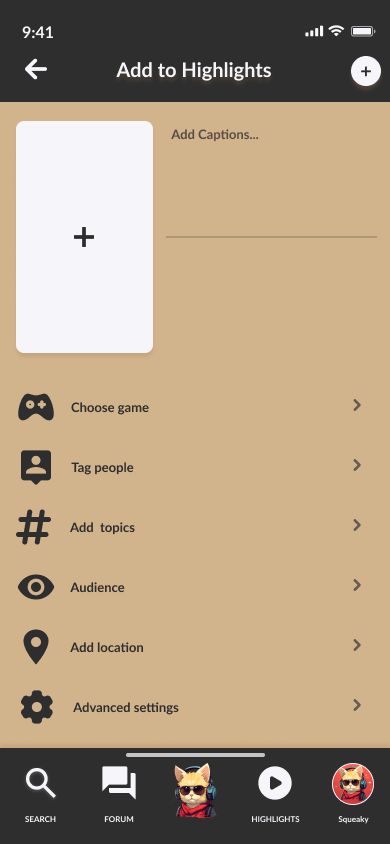 9:41
Add to Highlights
Add Captions...
Choose game
Tag people
Add topics
Audience
Add location
Advanced settings
SEARCH
FORUM
HIGHLIGHTS
Squeaky